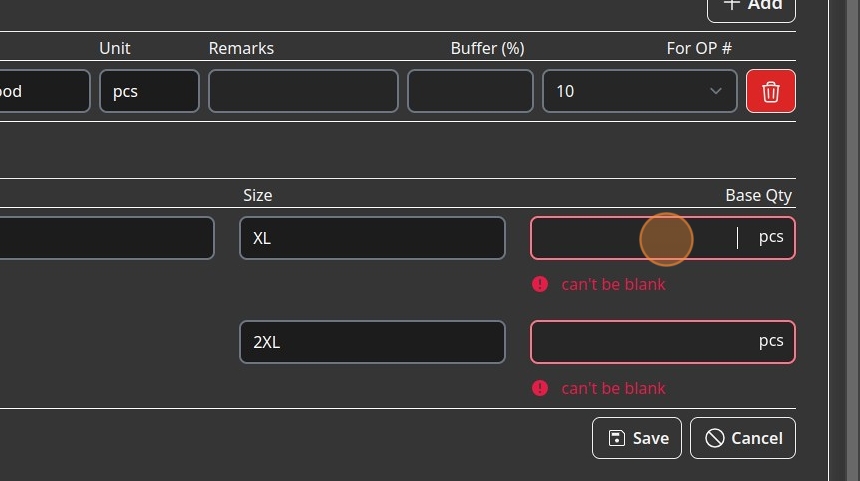 Add
Unit Remarks Buffer (%) For OP #
pcs 10
Size Base Qty
XL pcs
can't be blank
2XL pcs
can't be blank
Save Cancel